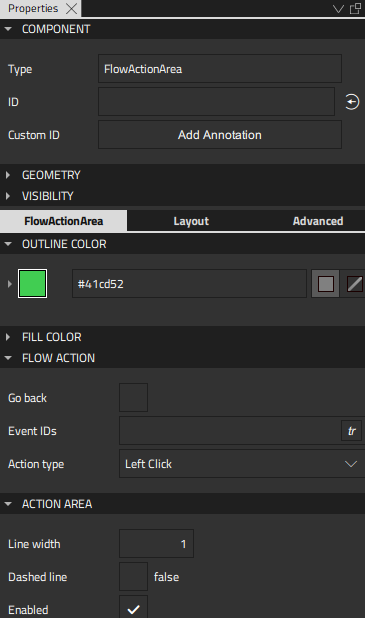 Properties
COMPONENT
Type FlowActionArea
ID
Custom ID Add Annotation
GEOMETRY
VISIBILITY
FlowActionArea Layout Advanced
OUTLINE COLOR
#41cd52
FILL COLOR
FLOW ACTION
Go back
Event IDs tr
Action type Left Click
ACTION AREA
Line width 1
Dashed line false
Enabled